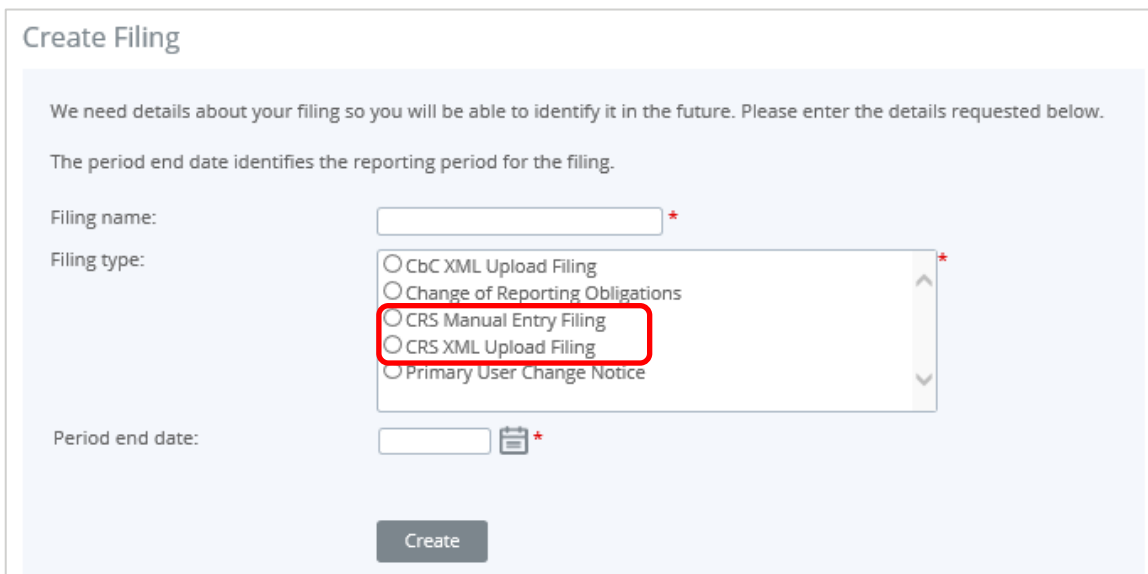 Create Filing
We need details about your filing so you will be able to identify it in the future. Please enter the details requested below.
The period end date identifies the reporting period for the filing.
Filing name: *
Filing type: *
CbC XML Upload Filing
Change of Reporting Obligations
CRS Manual Entry Filing
CRS XML Upload Filing
Primary User Change Notice
Period end date: *
Create